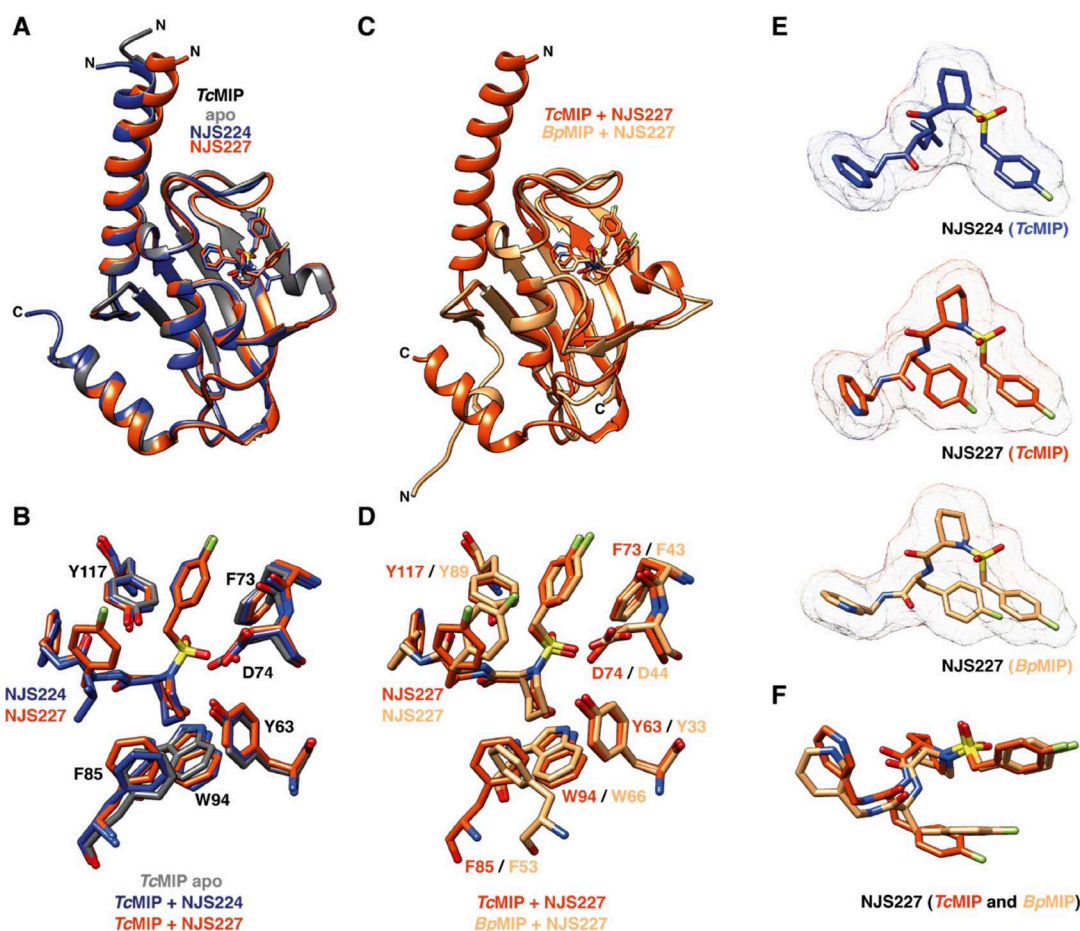 A
N
N
N
TcMIP
apo
NJS224
NJS227
C
C
N
TcMIP + NJS227
BpMIP + NJS227
C
C
N
E
NJS224 (TcMIP)
NJS227 (TcMIP)
NJS227 (BpMIP)
B
Y117
F73
D74
NJS224
NJS227
Y63
F85
W94
TcMIP apo
TcMIP + NJS224
TcMIP + NJS227
D
Y117 / Y89
F73 / F43
D74 / D44
NJS227
NJS227
Y63 / Y33
W94 / W66
F85 / F53
TcMIP + NJS227
BpMIP + NJS227
F
NJS227 (TcMIP and BpMIP)